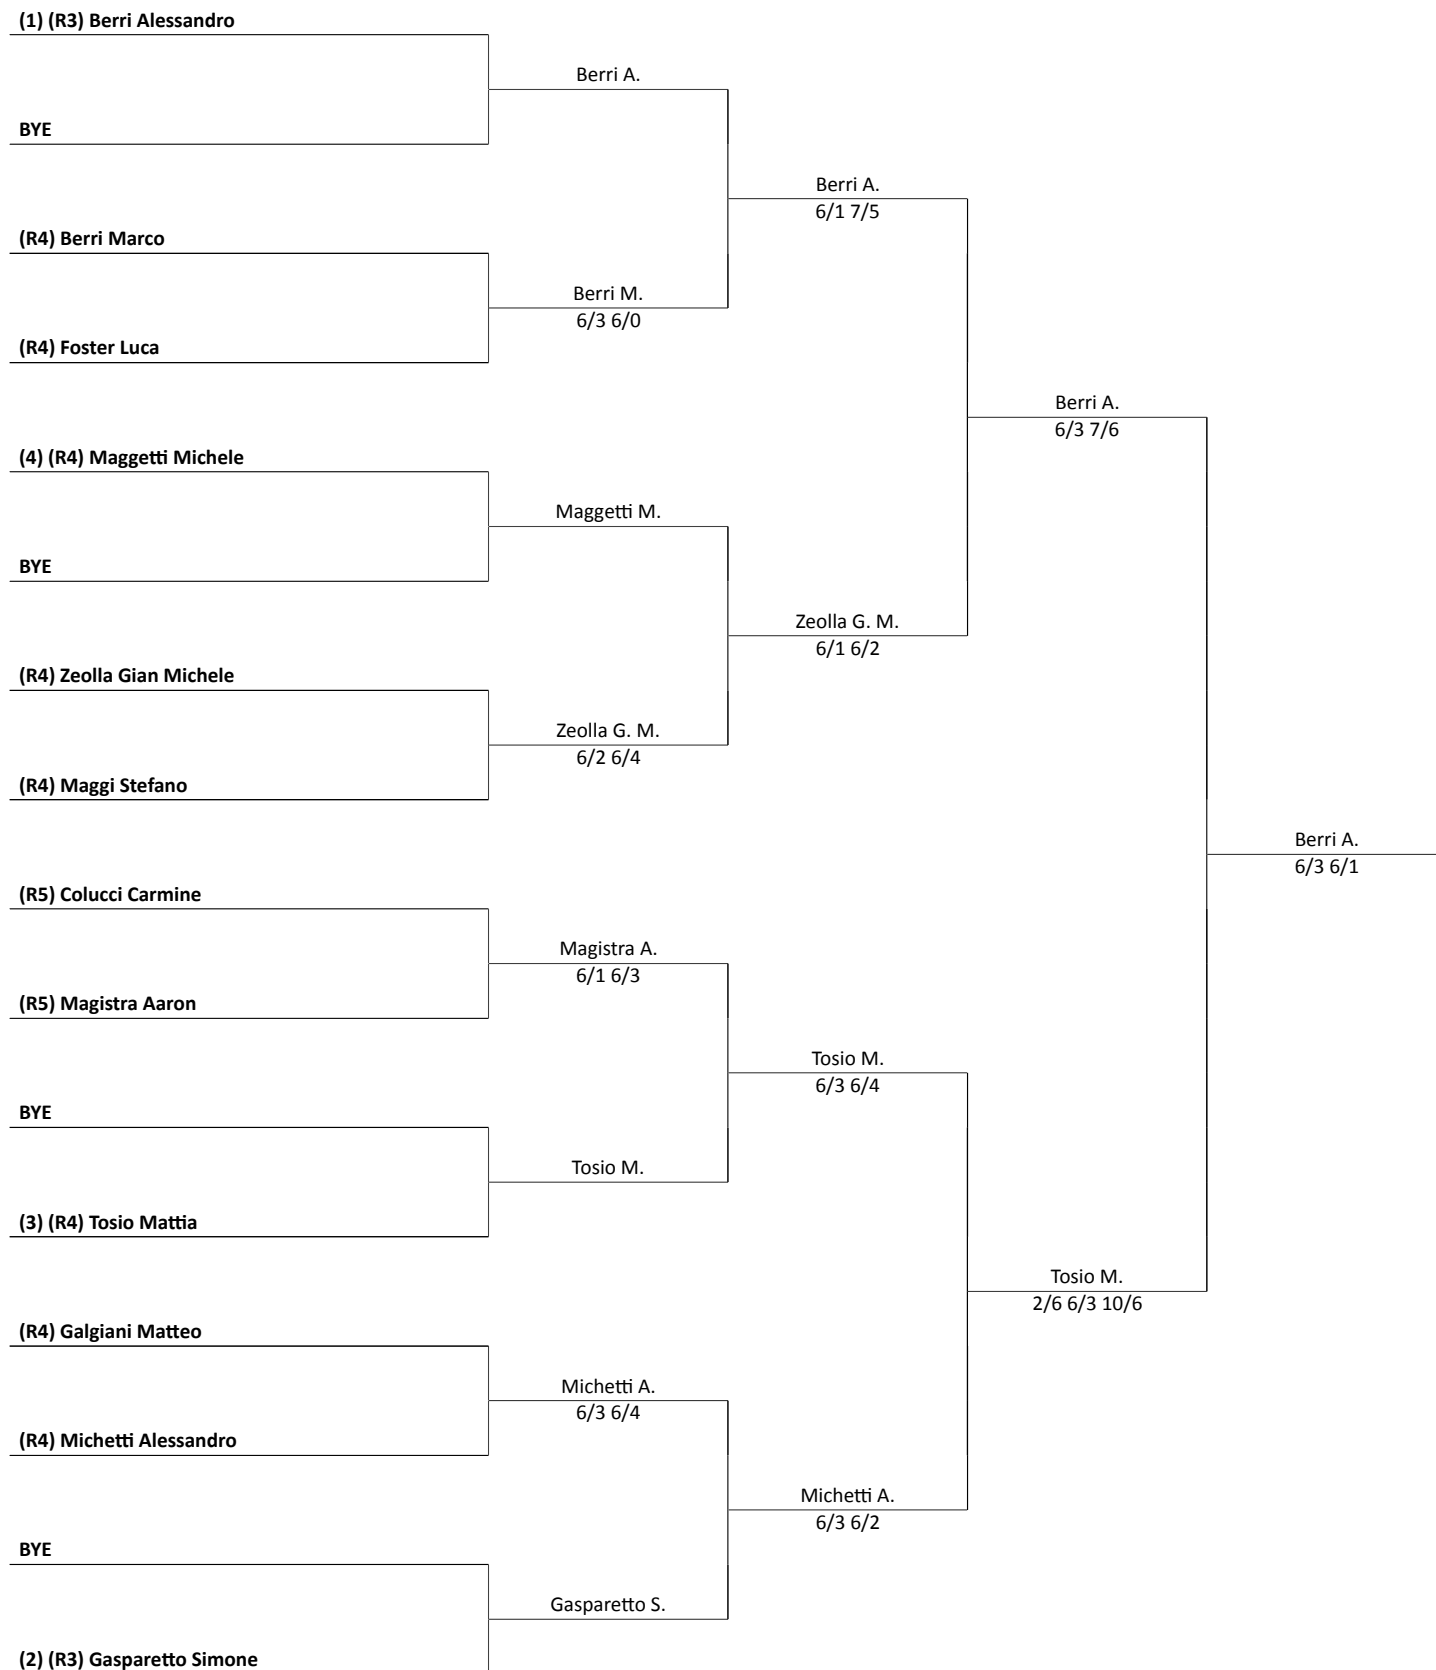 (1) (R3) Berri Alessandro
Berri A.
BYE
Berri A.
6/1 7/5
(R4) Berri Marco
Berri M.
6/3 6/0
(R4) Foster Luca
Berri A.
6/3 7/6
(4) (R4) Maggetti Michele
Maggetti M.
BYE
Zeolla G. M.
6/1 6/2
(R4) Zeolla Gian Michele
Zeolla G. M.
6/2 6/4
(R4) Maggi Stefano
Berri A.
6/3 6/1
(R5) Colucci Carmine
Magistra A.
6/1 6/3
(R5) Magistra Aaron
Tosio M.
6/3 6/4
BYE
Tosio M.
(3) (R4) Tosio Mattia
Tosio M.
2/6 6/3 10/6
(R4) Galgiani Matteo
Michetti A.
6/3 6/4
(R4) Michetti Alessandro
Michetti A.
6/3 6/2
BYE
Gasparetto S.
(2) (R3) Gasparetto Simone